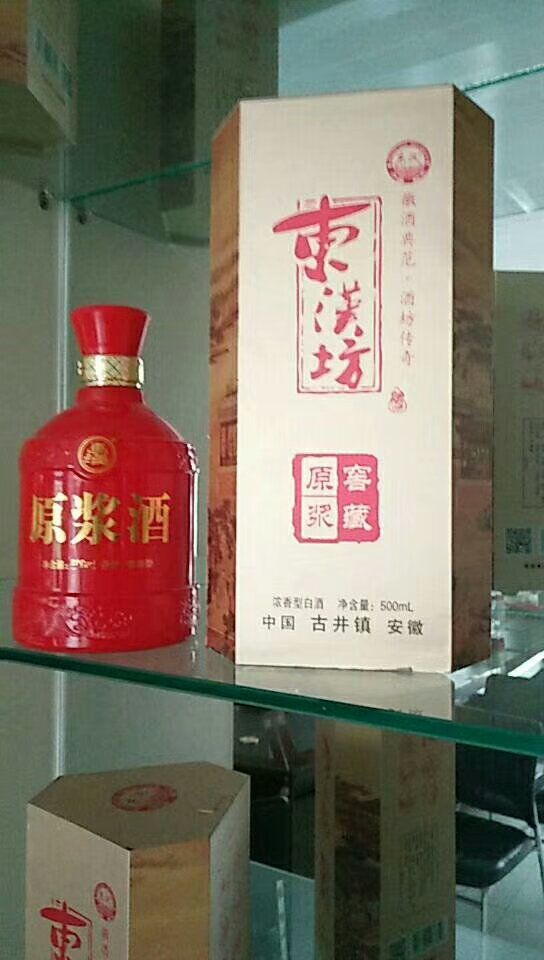 東漢坊
徽酒典范·酒坊传奇
窖藏
原浆
浓香型白酒 净含量:500mL
中国 古井镇 安徽
原浆酒
東